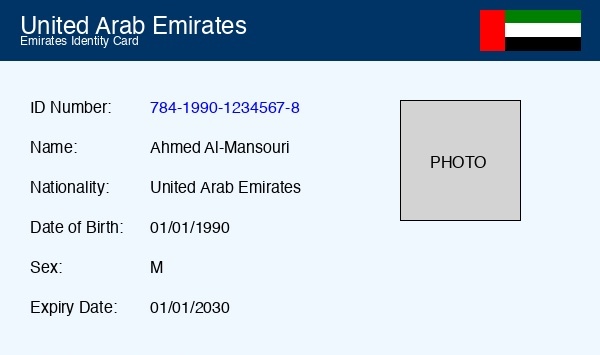 United Arab Emirates
Emirates Identity Card
ID Number: 784-1990-1234567-8
Name: Ahmed Al-Mansouri
Nationality: United Arab Emirates
Date of Birth: 01/01/1990
Sex: M
Expiry Date: 01/01/2030
PHOTO